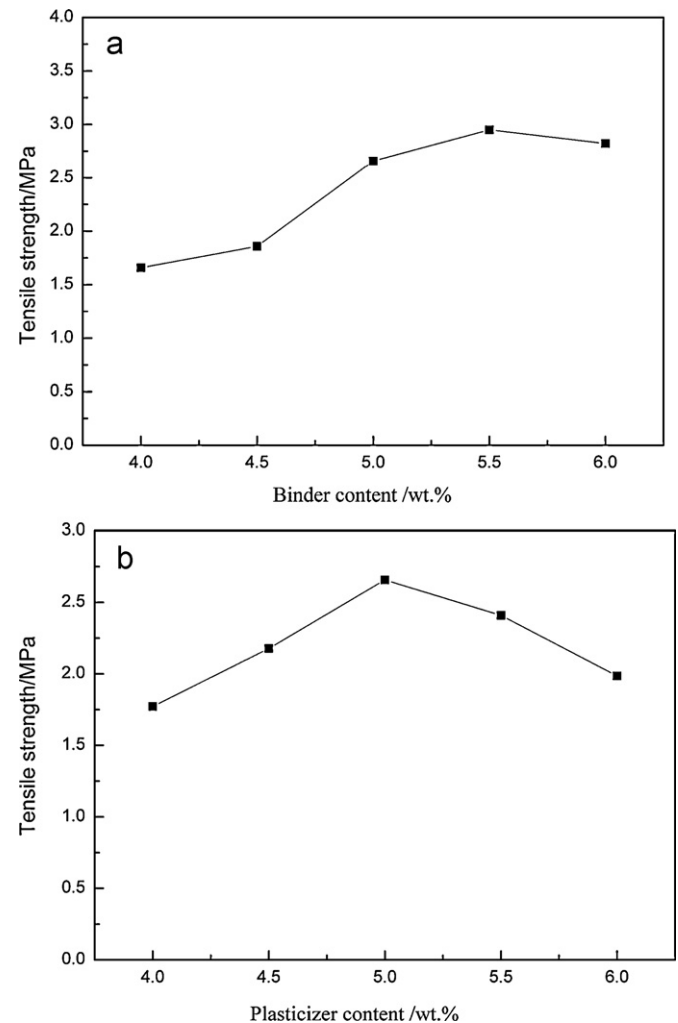 a
4.0
3.5
3.0
2.5
2.0
1.5
1.0
0.5
0.0
Tensile strength/MPa
4.0 4.5 5.0 5.5 6.0
Binder content /wt.%
b
3.0
2.5
2.0
1.5
1.0
0.5
0.0
Tensile strength/MPa
4.0 4.5 5.0 5.5 6.0
Plasticizer content /wt.%